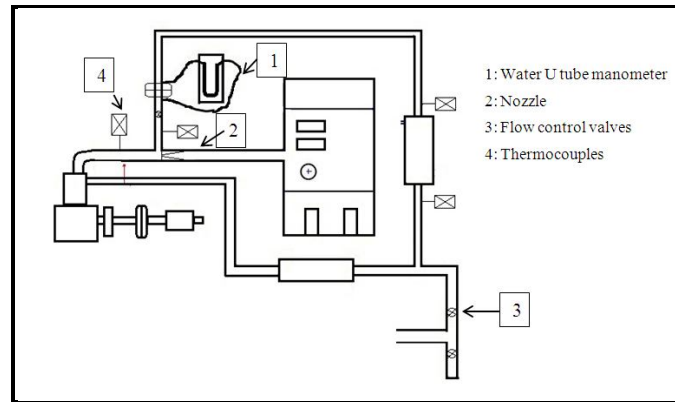 1
4
2
3
1: Water U tube manometer
2: Nozzle
3: Flow control valves
4: Thermocouples